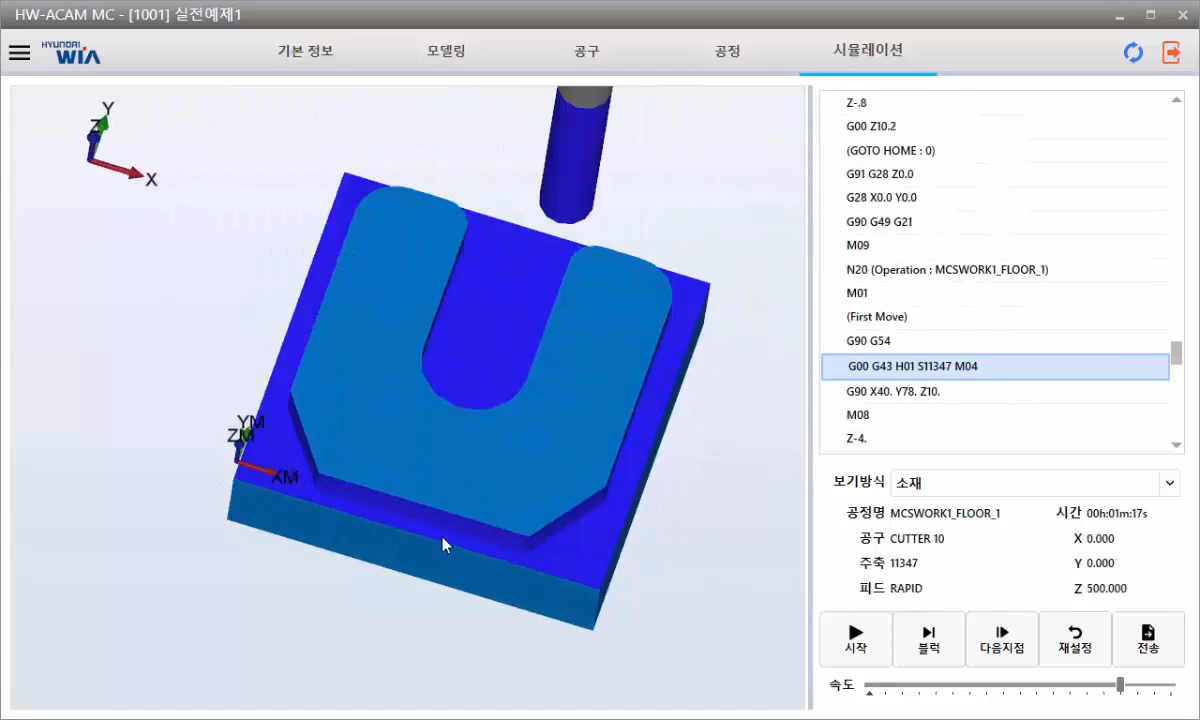 HW-ACAM MC - [1001] 실전예제1
HYUNDAI WIA
기본 정보
모델링
공구
공정
시뮬레이션
Y
Z
X
YM
ZM
XM
Z-.8
G00 Z10.2
(GOTO HOME : 0)
G91 G28 Z0.0
G28 X0.0 Y0.0
G90 G49 G21
M09
N20 (Operation : MCSWORK1_FLOOR_1)
M01
(First Move)
G90 G54
G00 G43 H01 S11347 M04
G90 X40. Y78. Z10.
M08
Z-4.
보기방식 소재
공정명 MCSWORK1_FLOOR_1 시간 00h:01m:17s
공구 CUTTER 10 X 0.000
주축 11347 Y 0.000
피드 RAPID Z 500.000
시작
블럭
다음지점
재설정
전송
속도